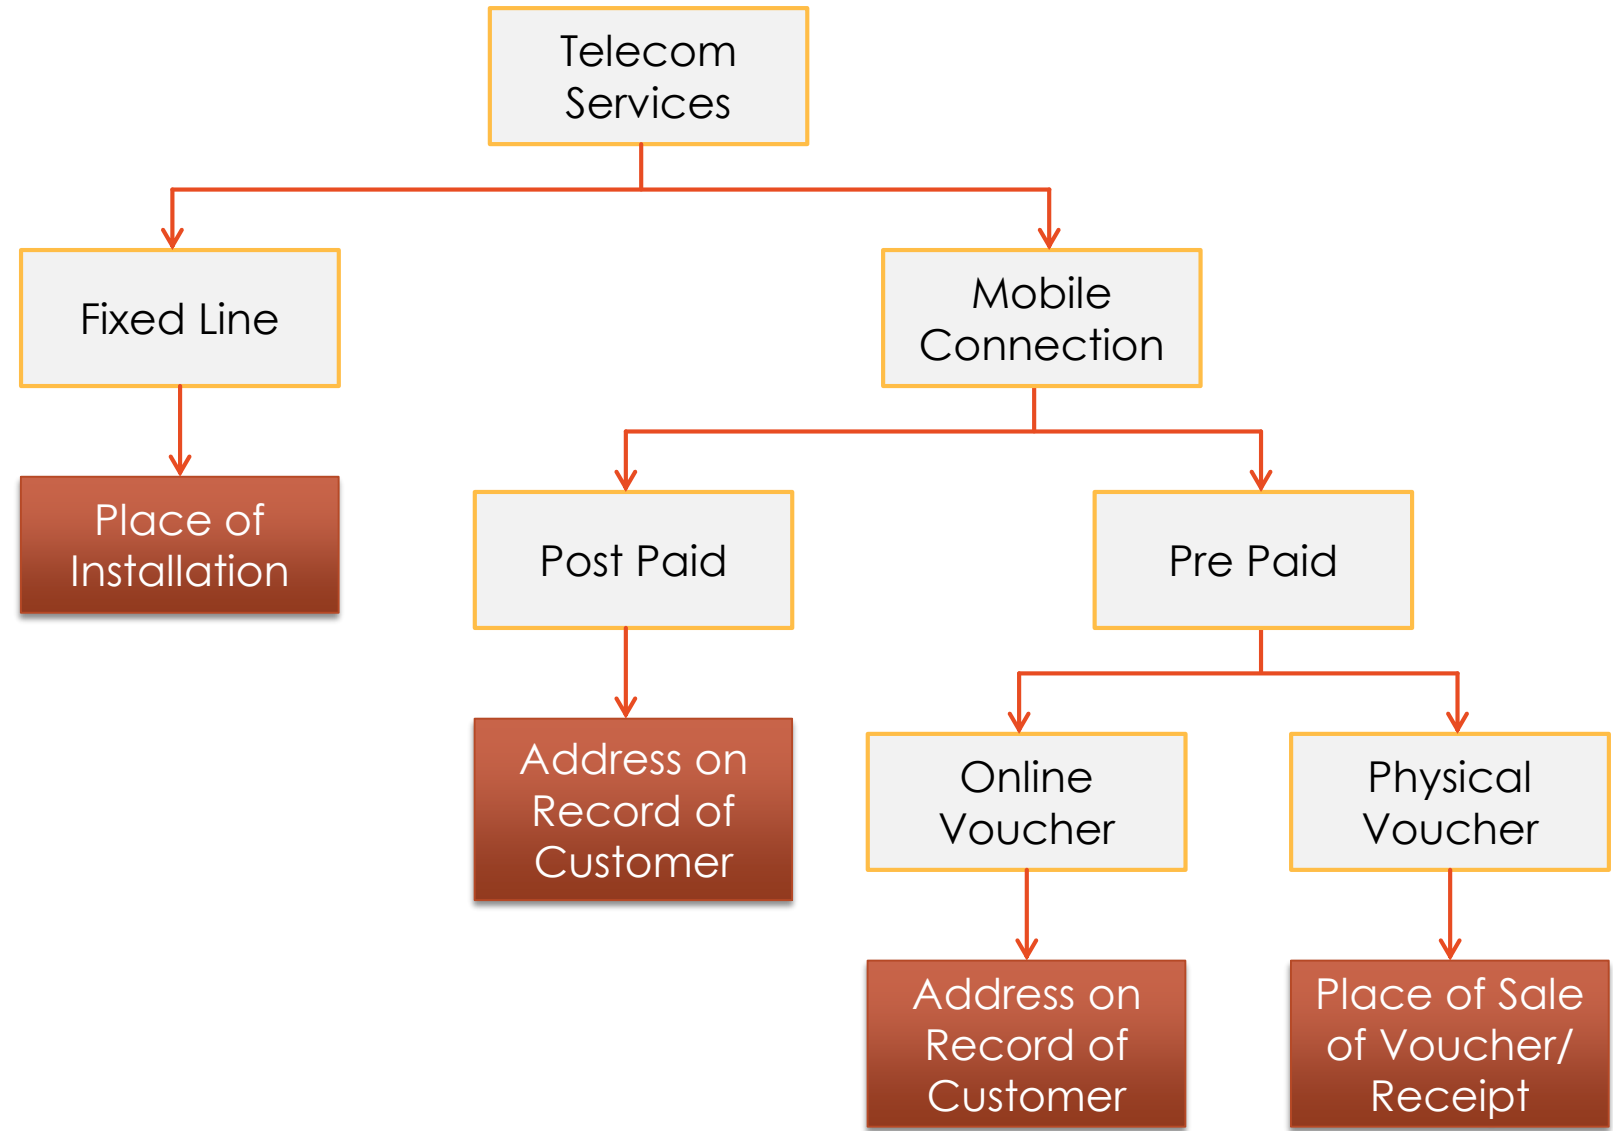 Telecom
Services
Fixed Line
Mobile
Connection
Place of
Installation
Post Paid
Pre Paid
Address on
Record of
Customer
Online
Voucher
Physical
Voucher
Address on
Record of
Customer
Place of Sale
of Voucher/
Receipt